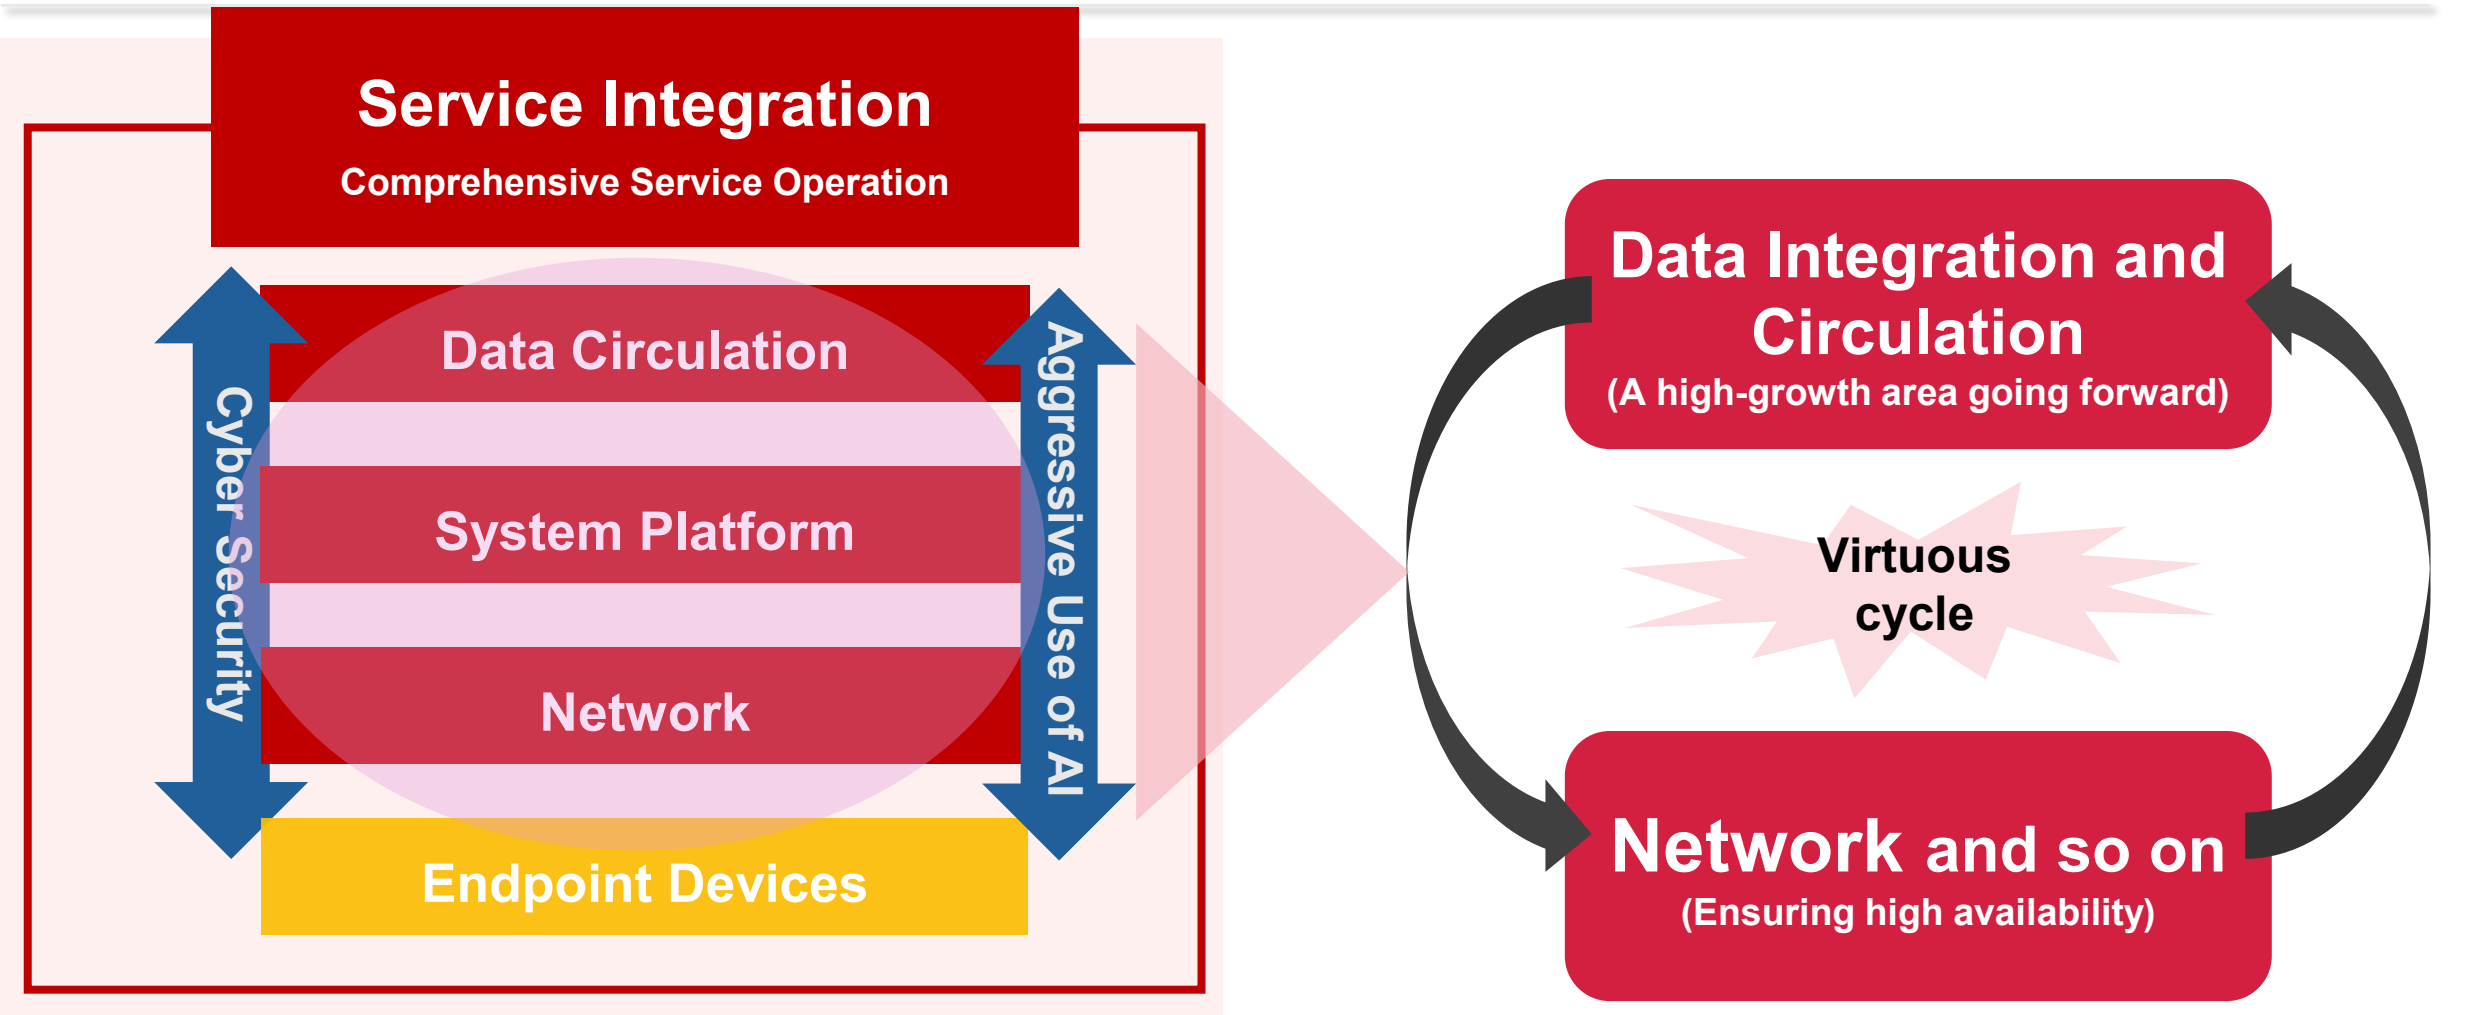 Service Integration
Comprehensive Service Operation
Data Circulation
Cyber Security
Aggressive Use of AI
System Platform
Network
Endpoint Devices
Data Integration and
Circulation
(A high-growth area going forward)
Virtuous
cycle
Network and so on
(Ensuring high availability)